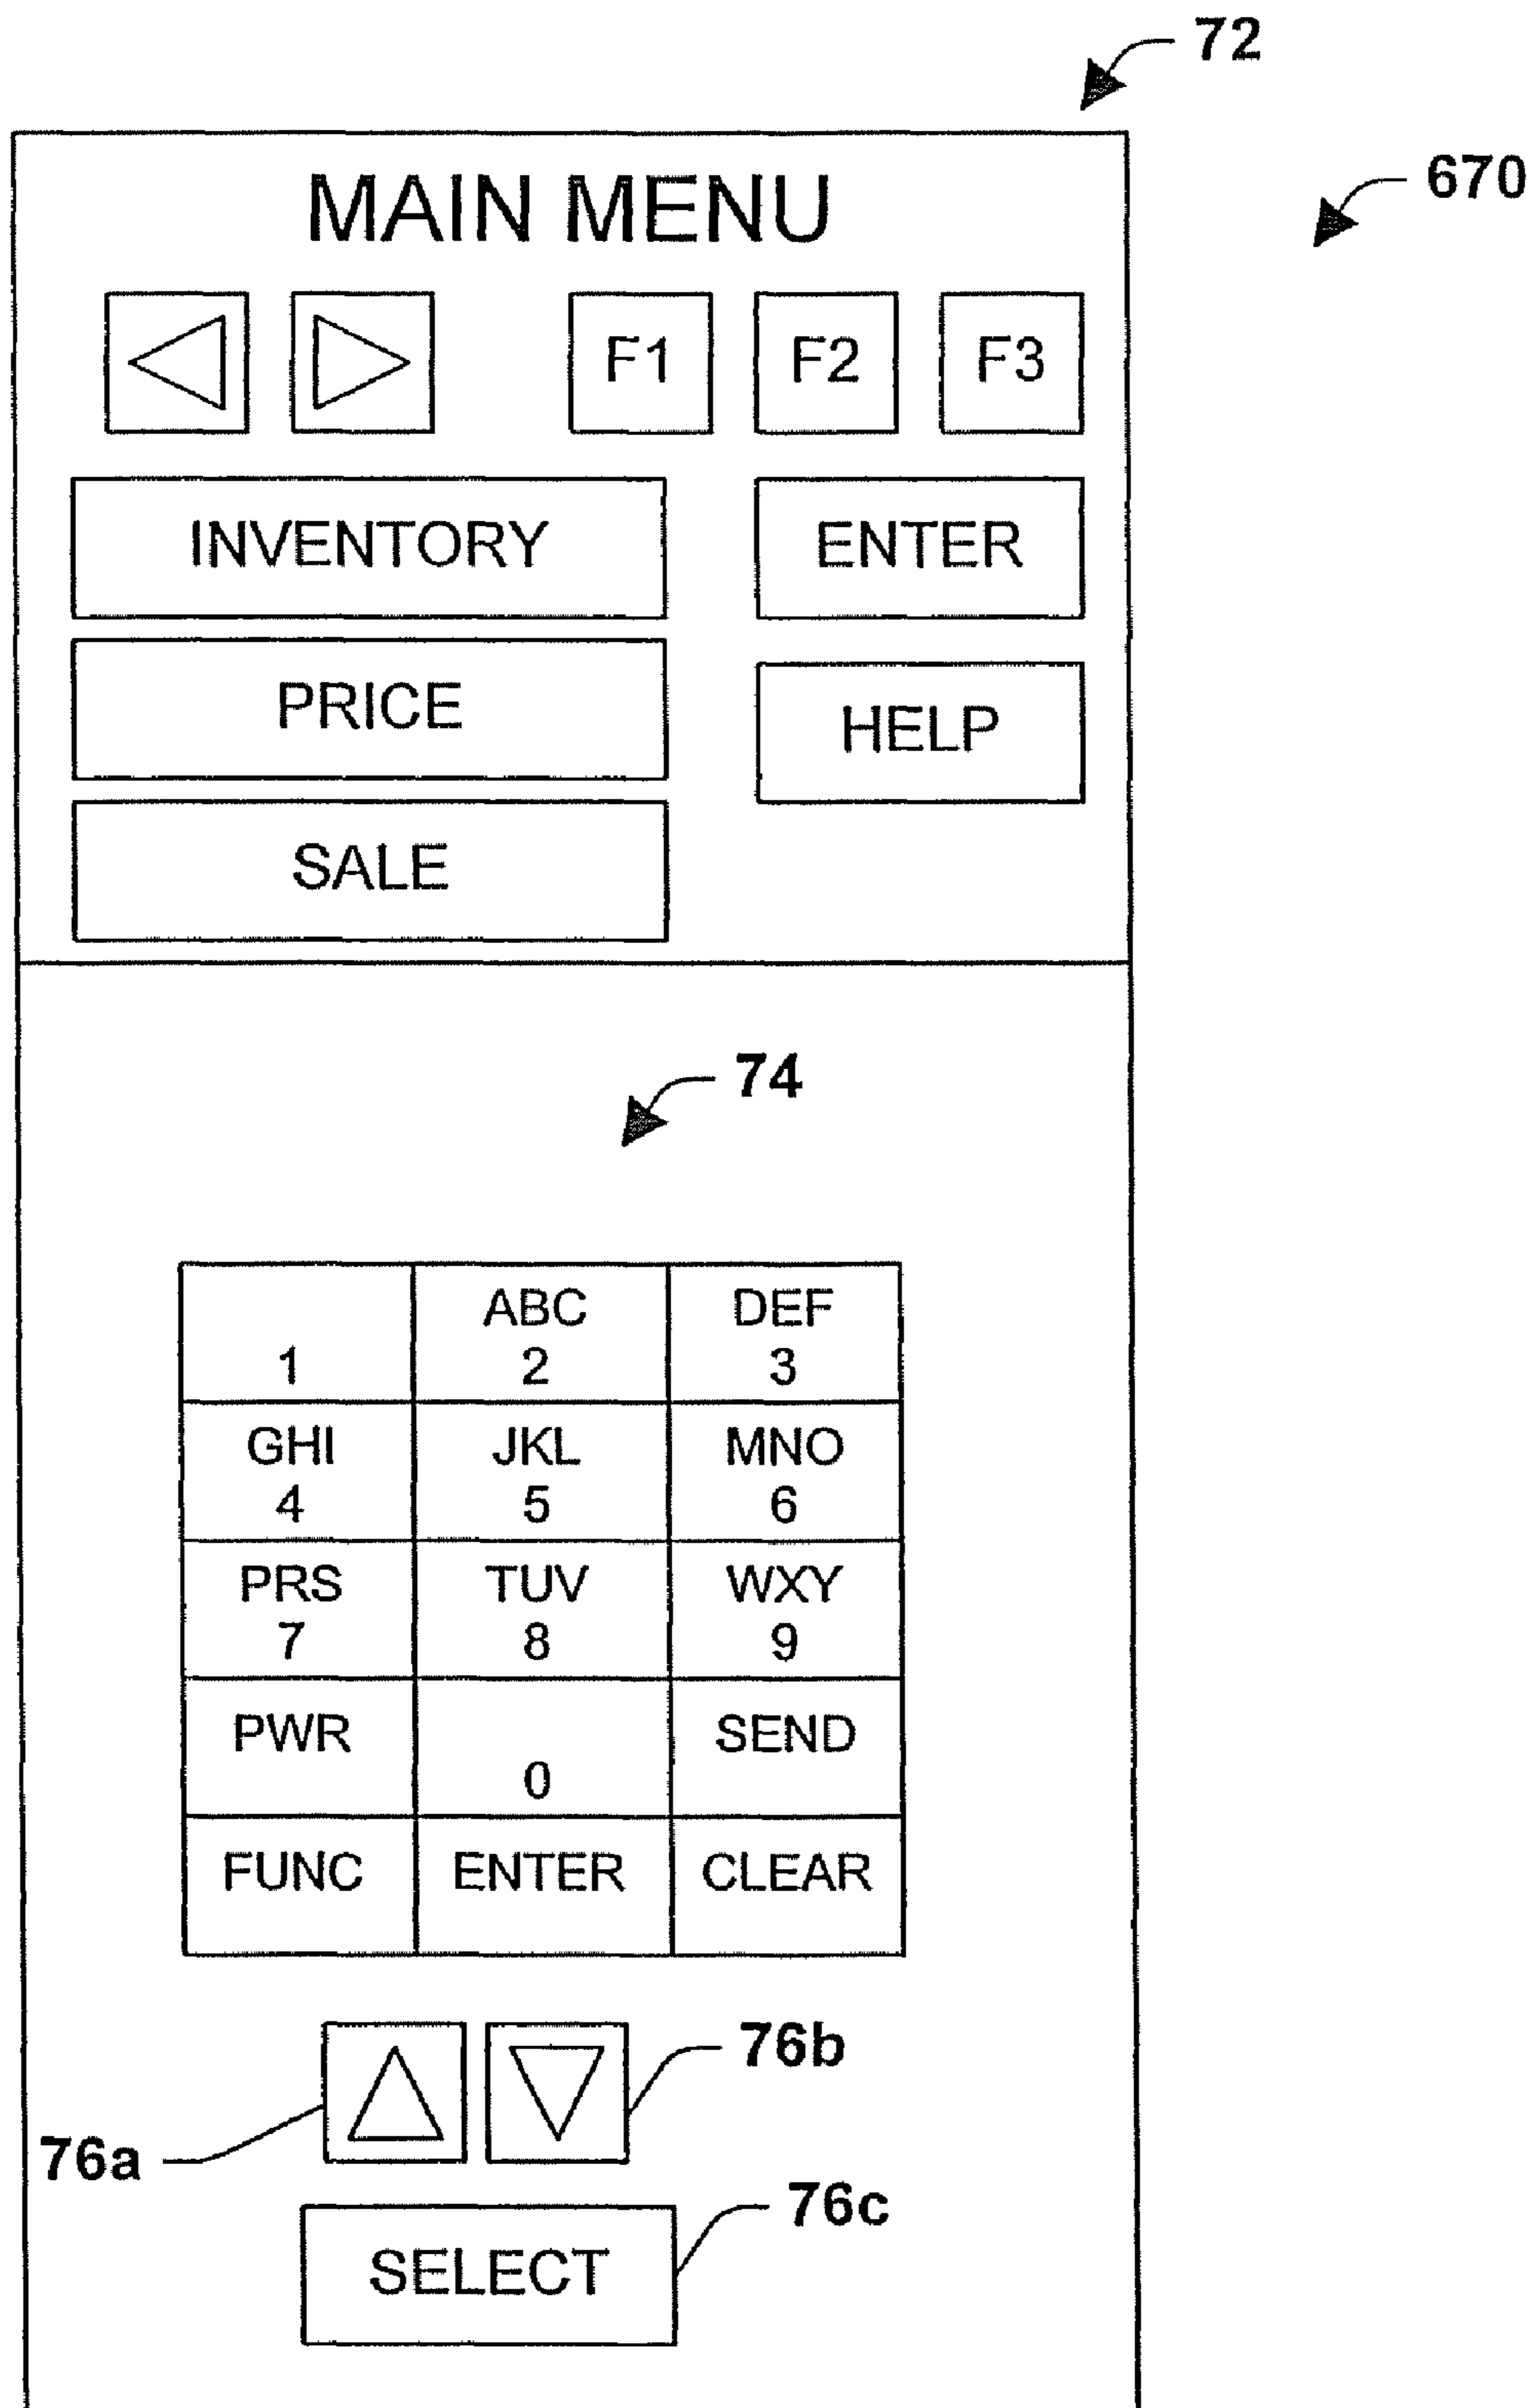 72
670
MAIN MENU
F1 F2 F3
INVENTORY ENTER
PRICE
HELP
SALE
74
ABC DEF
1 2 3
GHI JKL MNO
4 5 6
PRS TUV WXY
7 8 9
PWR SEND
0
FUNC ENTER CLEAR
76b
76a
76c
SELECT